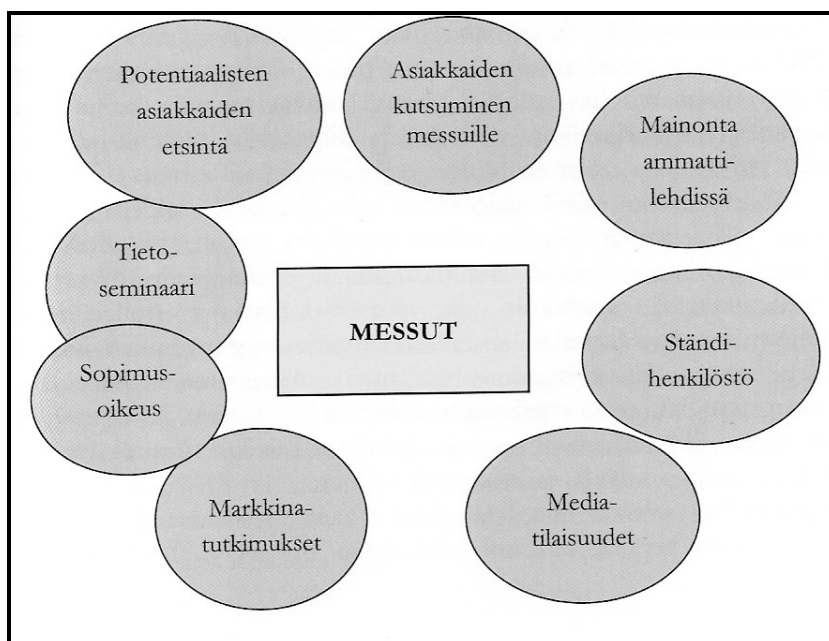 Potentiaalisten
asiakkaiden
etsintä
Asiakkaiden
kutsuminen
messuille
Mainonta
ammatti-
lehdissä
Tieto-
seminaari
MESSUT
Ständi-
henkilöstö
Sopimus-
oikeus
Markkina-
tutkimukset
Media-
tilaisuudet